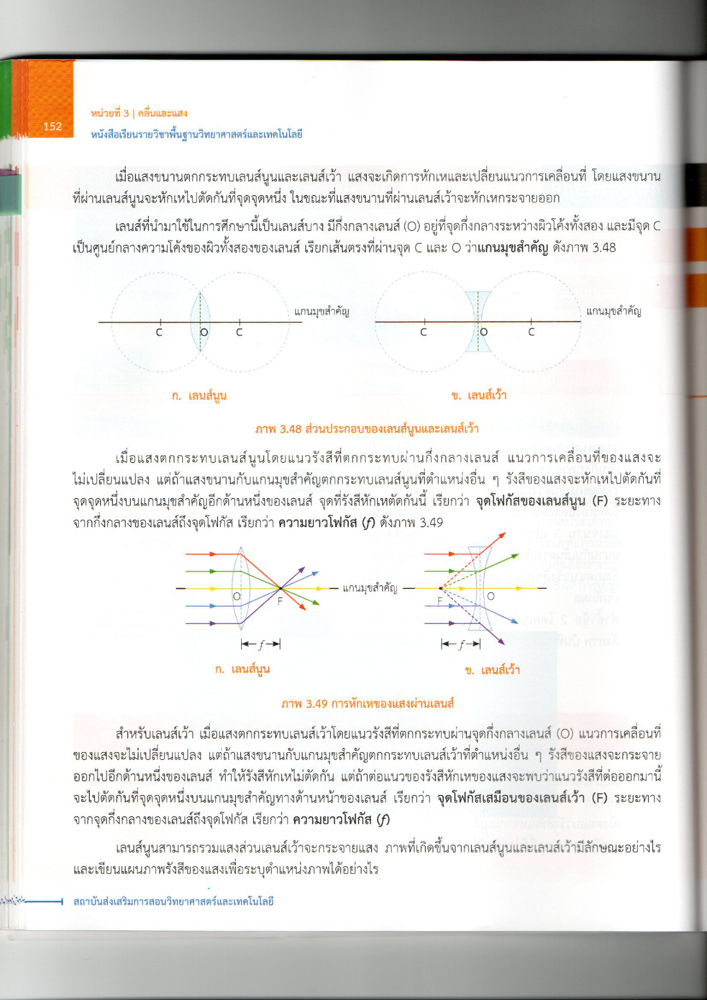 152
หน่วยที่ 3 | คลื่นและแสง
หนังสือเรียนรายวิชาพื้นฐานวิทยาศาสตร์และเทคโนโลยี
เมื่อแสงขนานตกกระทบเลนส์นูนและเลนส์เว้า แสงจะเกิดการหักเหและเปลี่ยนแนวการเคลื่อนที่ โดยแสงขนาน
ที่ผ่านเลนส์นูนจะหักเหไปตัดกันที่จุดจุดหนึ่ง ในขณะที่แสงขนานที่ผ่านเลนส์เว้าจะหักเหกระจายออก
เลนส์ที่นำมาใช้ในการศึกษานี้เป็นเลนส์บาง มีกึ่งกลางเลนส์ (O) อยู่ที่จุดกึ่งกลางระหว่างผิวโค้งทั้งสอง และมีจุด C
เป็นศูนย์กลางความโค้งของผิวทั้งสองของเลนส์ เรียกเส้นตรงที่ผ่านจุด C และ O ว่าแกนมุขสำคัญ ดังภาพ 3.48
แกนมุขสำคัญ
C O C
แกนมุขสำคัญ
C O C
ก. เลนส์นูน
ข. เลนส์เว้า
ภาพ 3.48 ส่วนประกอบของเลนส์นูนและเลนส์เว้า
เมื่อแสงตกกระทบเลนส์นูนโดยแนวรังสีที่ตกกระทบผ่านกึ่งกลางเลนส์ แนวการเคลื่อนที่ของแสงจะ
ไม่เปลี่ยนแปลง แต่ถ้าแสงขนานกับแกนมุขสำคัญตกกระทบเลนส์นูนที่ตำแหน่งอื่น ๆ รังสีของแสงจะหักเหไปตัดกันที่
จุดจุดหนึ่งบนแกนมุขสำคัญอีกด้านหนึ่งของเลนส์ จุดที่รังสีหักเหตัดกันนี้ เรียกว่า จุดโฟกัสของเลนส์นูน (F) ระยะทาง
จากกึ่งกลางของเลนส์ถึงจุดโฟกัส เรียกว่า ความยาวโฟกัส (f) ดังภาพ 3.49
O F
แกนมุขสำคัญ
F O
f
f
ก. เลนส์นูน
ข. เลนส์เว้า
ภาพ 3.49 การหักเหของแสงผ่านเลนส์
สำหรับเลนส์เว้า เมื่อแสงตกกระทบเลนส์เว้าโดยแนวรังสีที่ตกกระทบผ่านจุดกึ่งกลางเลนส์ (O) แนวการเคลื่อนที่
ของแสงจะไม่เปลี่ยนแปลง แต่ถ้าแสงขนานกับแกนมุขสำคัญตกกระทบเลนส์เว้าที่ตำแหน่งอื่น ๆ รังสีของแสงจะกระจาย
ออกไปอีกด้านหนึ่งของเลนส์ ทำให้รังสีหักเหไม่ตัดกัน แต่ถ้าต่อแนวของรังสีหักเหของแสงจะพบว่าแนวรังสีที่ต่อออกมานี้
จะไปตัดกันที่จุดจุดหนึ่งบนแกนมุขสำคัญทางด้านหน้าของเลนส์ เรียกว่า จุดโฟกัสเสมือนของเลนส์เว้า (F) ระยะทาง
จากจุดกึ่งกลางของเลนส์ถึงจุดโฟกัส เรียกว่า ความยาวโฟกัส (f)
เลนส์นูนสามารถรวมแสงส่วนเลนส์เว้าจะกระจายแสง ภาพที่เกิดขึ้นจากเลนส์นูนและเลนส์เว้ามีลักษณะอย่างไร
และเขียนแผนภาพรังสีของแสงเพื่อระบุตำแหน่งภาพได้อย่างไร
สถาบันส่งเสริมการสอนวิทยาศาสตร์และเทคโนโลยี